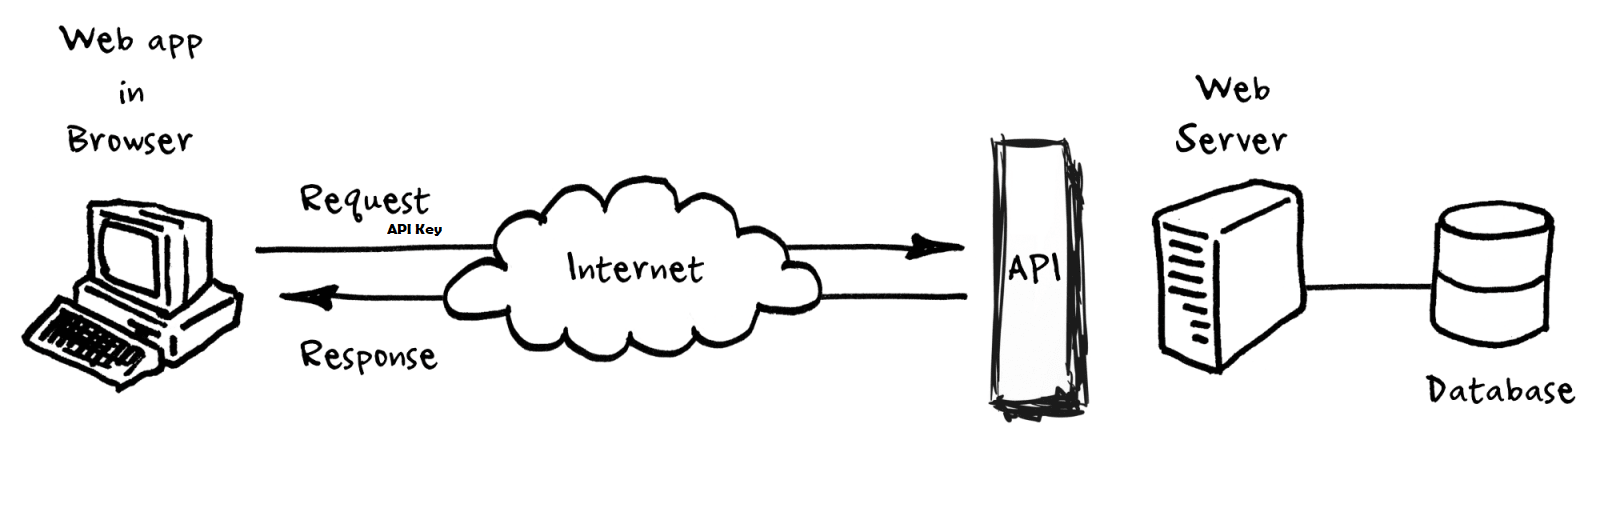 Web app
in
Browser
Request
API Key
Response
Internet
API
Web
Server
Database